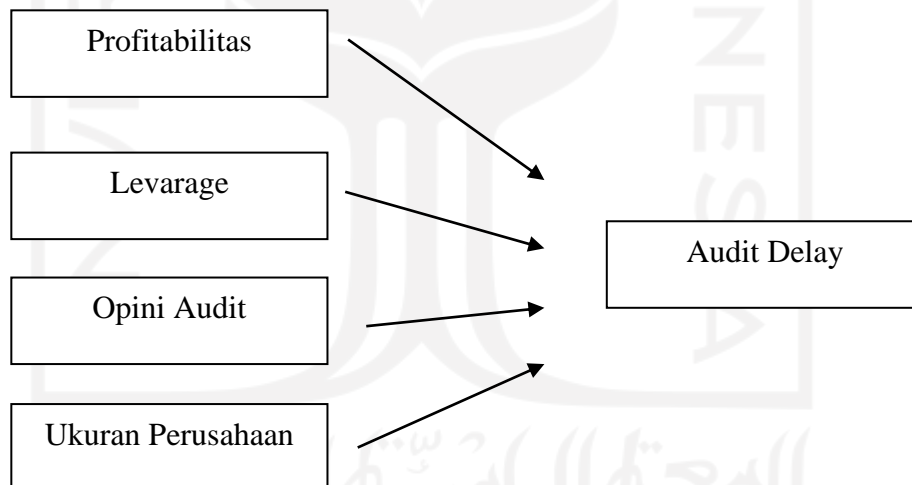 Profitabilitas
Levarage
Audit Delay
Opini Audit
Ukuran Perusahaan